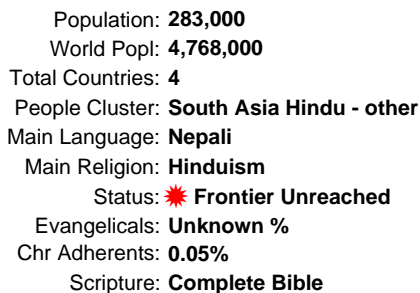 Population: 283,000
World Popl: 4,768,000
Total Countries: 4
People Cluster: South Asia Hindu - other
Main Language: Nepali
Main Religion: Hinduism
Status: Frontier Unreached
Evangelicals: Unknown %
Chr Adherents: 0.05%
Scripture: Complete Bible